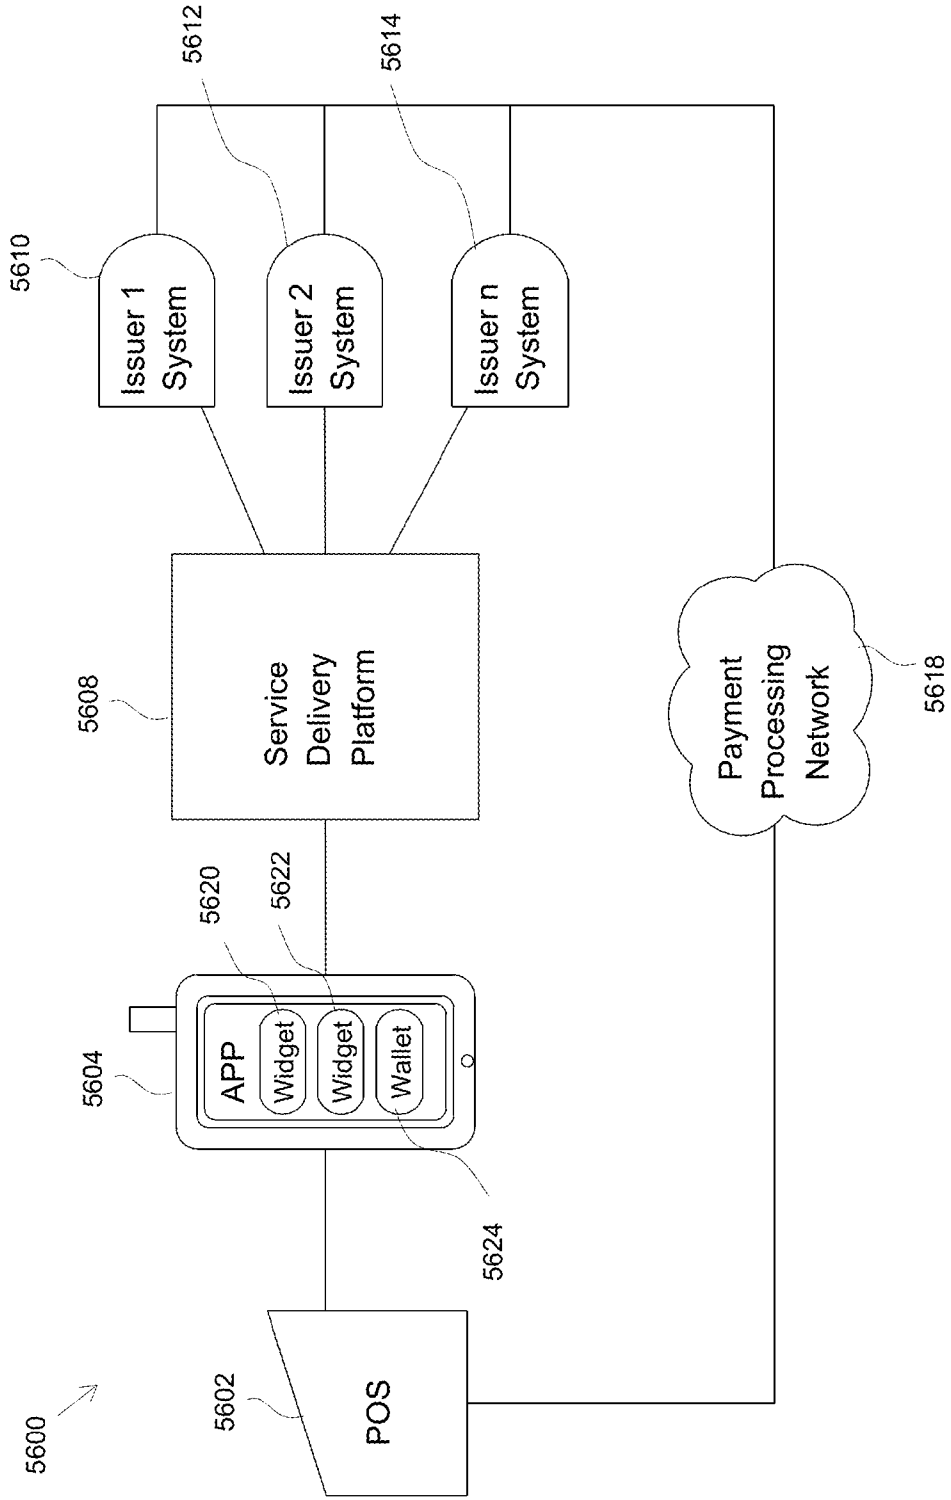 5600
5602
POS
5604
APP
Widget
Widget
Wallet
5620
5622
5624
5608
Service
Delivery
Platform
5610
Issuer 1
System
5612
Issuer 2
System
5614
Issuer n
System
Payment
Processing
Network
5618